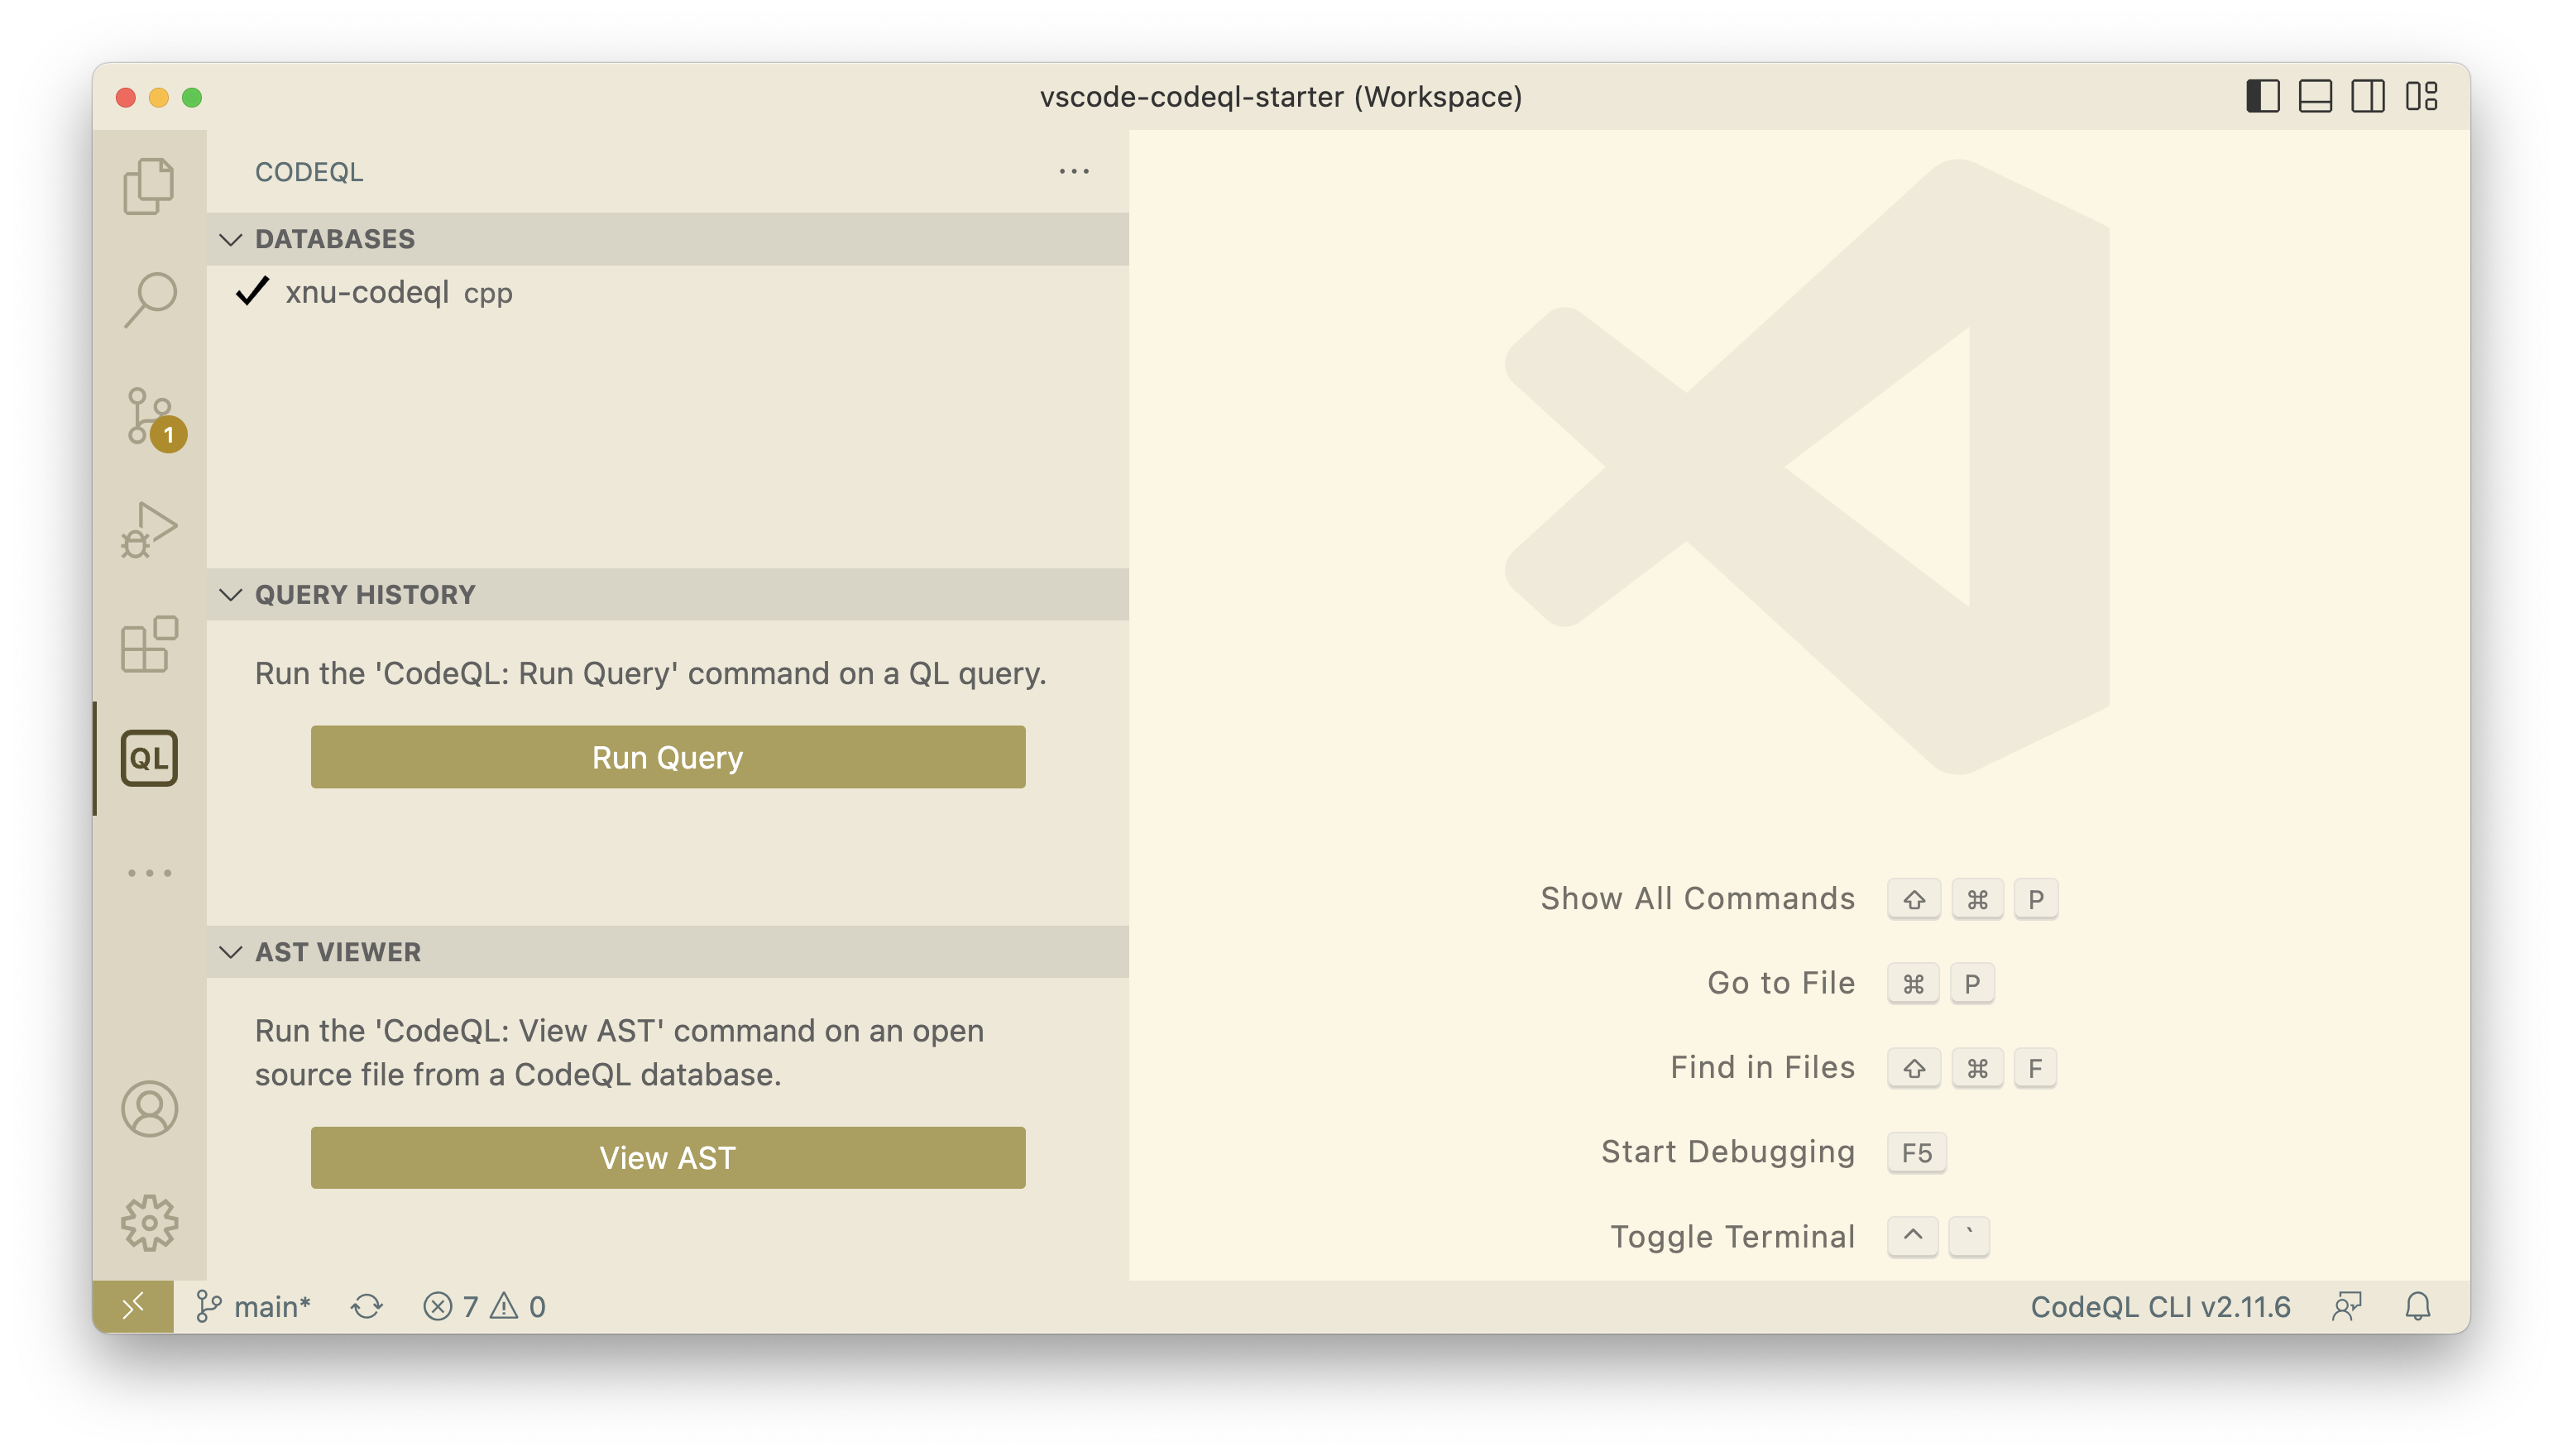 vscode-codeql-starter (Workspace)
CODEQL
DATABASES
xnu-codeql cpp
1
QUERY HISTORY
Run the 'CodeQL: Run Query' command on a QL query.
Run Query
QL
AST VIEWER
Run the 'CodeQL: View AST' command on an open
source file from a CodeQL database.
View AST
Show All Commands ⇧ ⌘ P
Go to File ⌘ P
Find in Files ⇧ ⌘ F
Start Debugging F5
Toggle Terminal ^ `
main* 7 0
CodeQL CLI v2.11.6